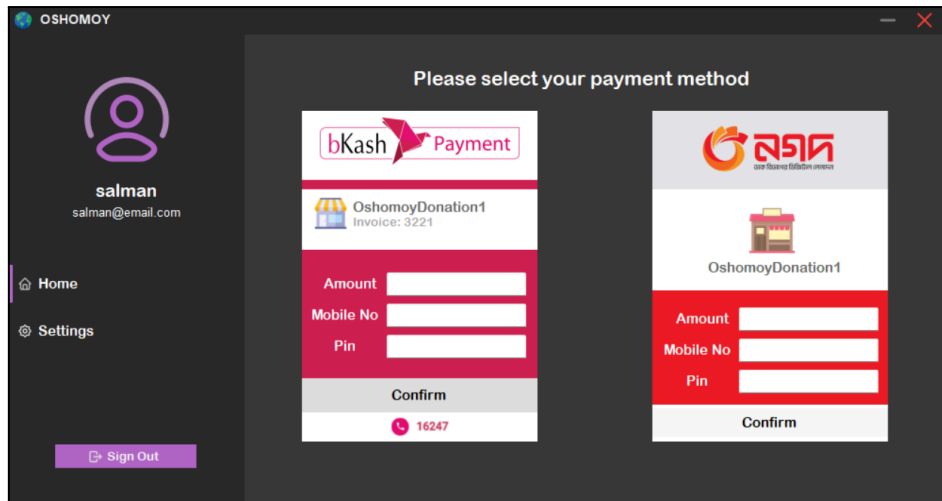 OSHOMOY
salman
salman@email.com
Home
Settings
Sign Out
Please select your payment method
bKash Payment
OshomoyDonation1
Invoice: 3221
Amount
Mobile No
Pin
Confirm
16247
নগদ
ডাক বিভাগের ডিজিটাল লেনদেন
OshomoyDonation1
Amount
Mobile No
Pin
Confirm